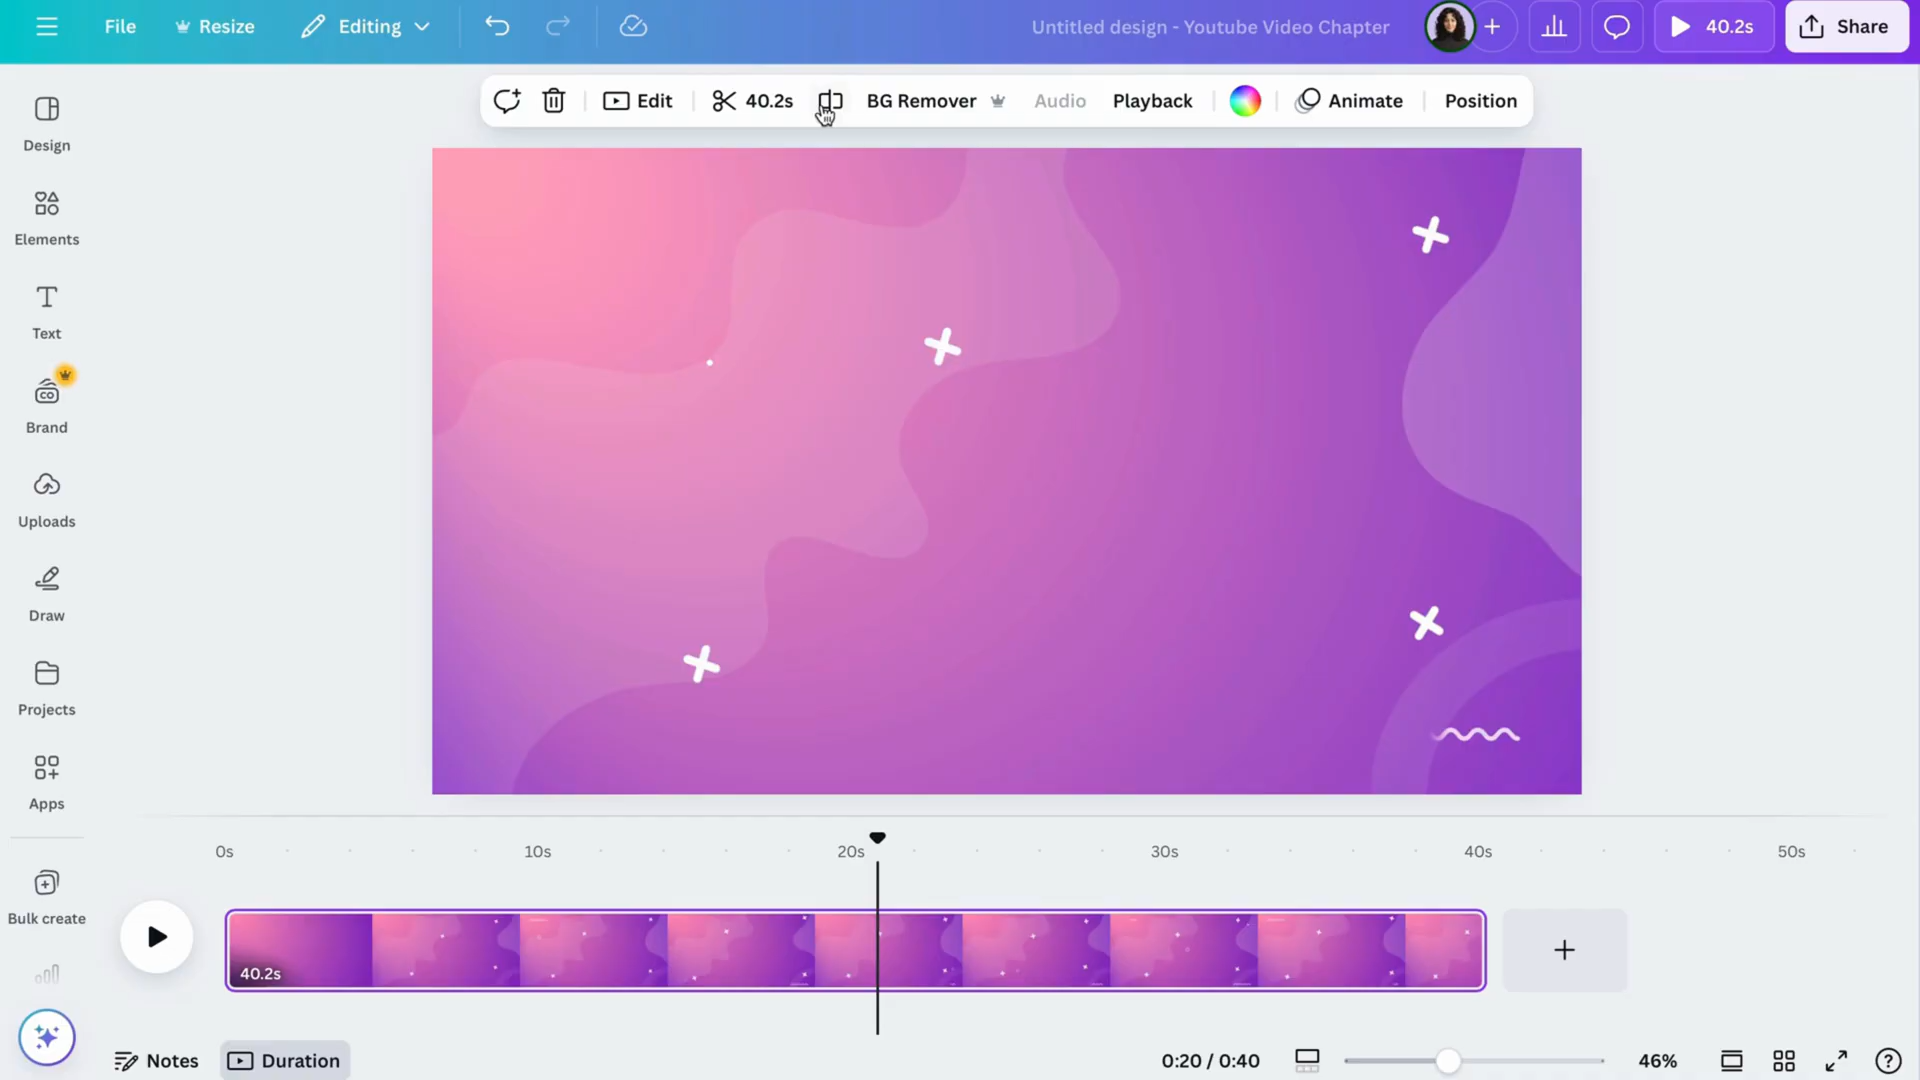 File
Resize
Editing
Untitled design - Youtube Video Chapter
40.2s
Share
Edit
40.2s
BG Remover
Audio
Playback
Animate
Position
Design
Elements
Text
CO
Brand
Uploads
Draw
Projects
Apps
Bulk create
0s
10s
20s
30s
40s
50s
40.2s
Notes
Duration
0:20 / 0:40
46%